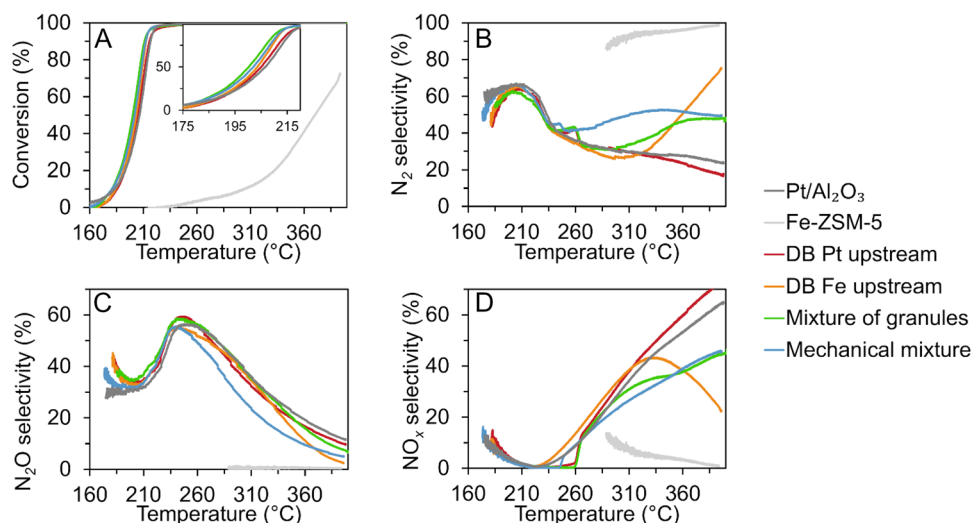 A
Conversion (%)
100
80
60
40
20
0
50
0
175
195
215
160
210
260
310
360
Temperature (°C)
B
N₂ selectivity (%)
100
80
60
40
20
0
160
210
260
310
360
Temperature (°C)
C
N₂O selectivity (%)
60
40
20
0
160
210
260
310
360
Temperature (°C)
D
NOₓ selectivity (%)
60
40
20
0
160
210
260
310
360
Temperature (°C)
Pt/Al₂O₃
Fe-ZSM-5
DB Pt upstream
DB Fe upstream
Mixture of granules
Mechanical mixture